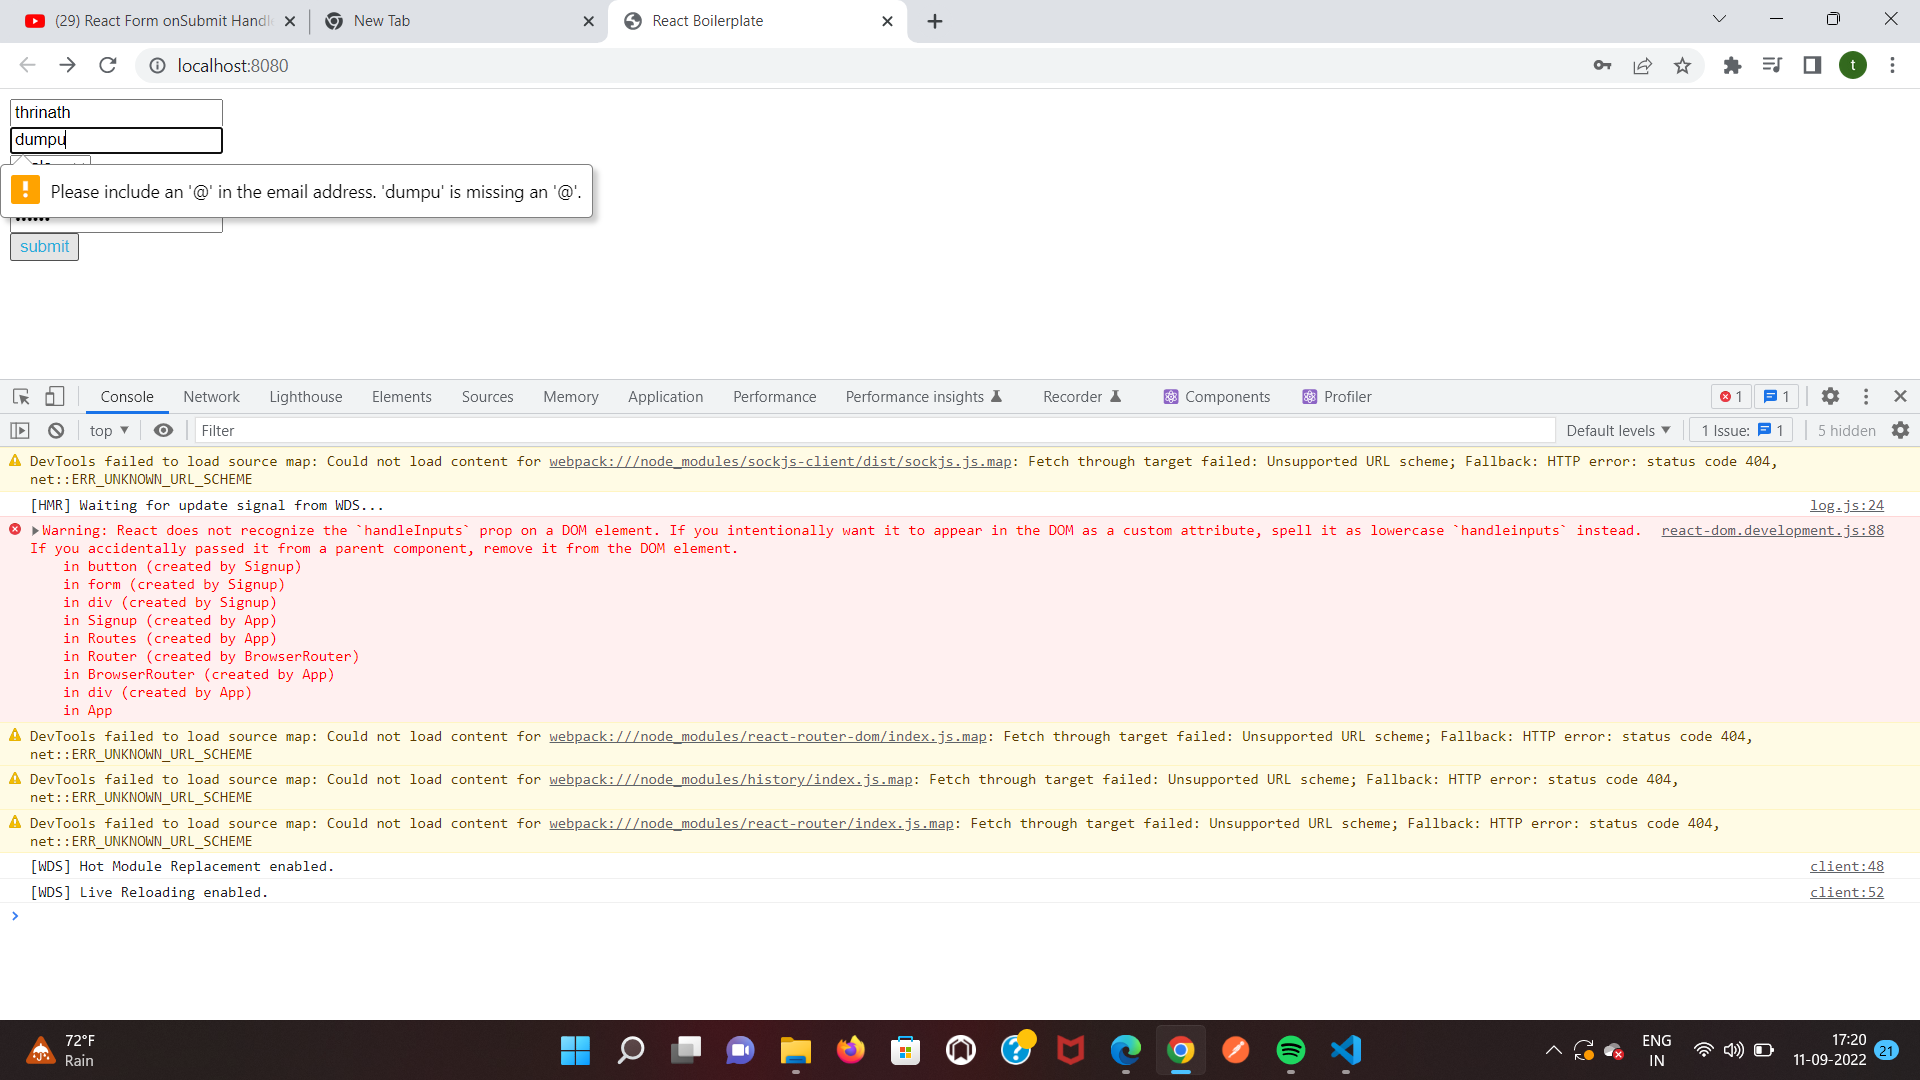 (29) React Form onSubmit Handl
New Tab
React Boilerplate
localhost:8080
t
thrinath
dumpu
Please include an '@' in the email address. 'dumpu' is missing an '@'.
submit
Console
Network
Lighthouse
Elements
Sources
Memory
Application
Performance
Performance insights
Recorder
Components
Profiler
1
1
top
Filter
Default levels
1 Issue: 1
5 hidden
DevTools failed to load source map: Could not load content for webpack:///node_modules/sockjs-client/dist/sockjs.js.map: Fetch through target failed: Unsupported URL scheme; Fallback: HTTP error: status code 404,
net::ERR_UNKNOWN_URL_SCHEME
[HMR] Waiting for update signal from WDS...
log.js:24
Warning: React does not recognize the `handleInputs` prop on a DOM element. If you intentionally want it to appear in the DOM as a custom attribute, spell it as lowercase `handleinputs` instead.
react-dom.development.js:88
If you accidentally passed it from a parent component, remove it from the DOM element.
in button (created by Signup)
in form (created by Signup)
in div (created by Signup)
in Signup (created by App)
in Routes (created by App)
in Router (created by BrowserRouter)
in BrowserRouter (created by App)
in div (created by App)
in App
DevTools failed to load source map: Could not load content for webpack:///node_modules/react-router-dom/index.js.map: Fetch through target failed: Unsupported URL scheme; Fallback: HTTP error: status code 404,
net::ERR_UNKNOWN_URL_SCHEME
DevTools failed to load source map: Could not load content for webpack:///node_modules/history/index.js.map: Fetch through target failed: Unsupported URL scheme; Fallback: HTTP error: status code 404,
net::ERR_UNKNOWN_URL_SCHEME
DevTools failed to load source map: Could not load content for webpack:///node_modules/react-router/index.js.map: Fetch through target failed: Unsupported URL scheme; Fallback: HTTP error: status code 404,
net::ERR_UNKNOWN_URL_SCHEME
[WDS] Hot Module Replacement enabled.
client:48
[WDS] Live Reloading enabled.
client:52
72°F
Rain
ENG
IN
17:20
11-09-2022
21